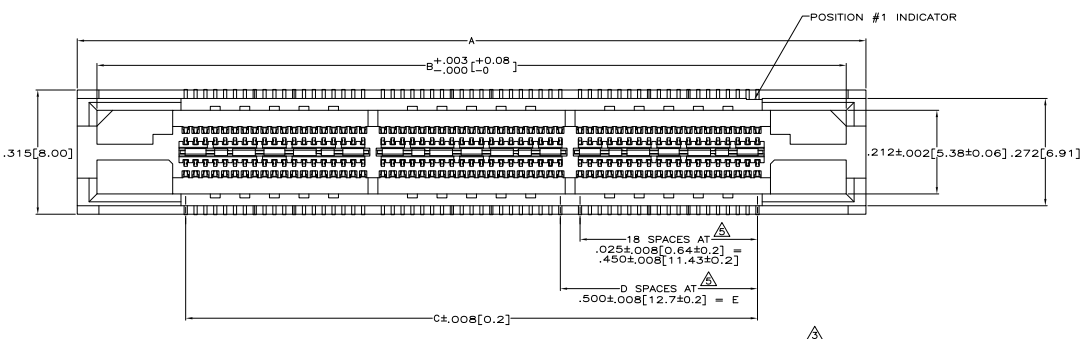 POSITION #1 INDICATOR
A
B +.003 -.000 [+0.08 -0]
.315[8.00]
.212±.002[5.38±0.06]
.272[6.91]
18 SPACES AT 5
.025±.008[0.64±0.2] =
.450±.008[11.43±0.2]
D SPACES AT 5
.500±.008[12.7±0.2] = E
C±.008[0.2]
3